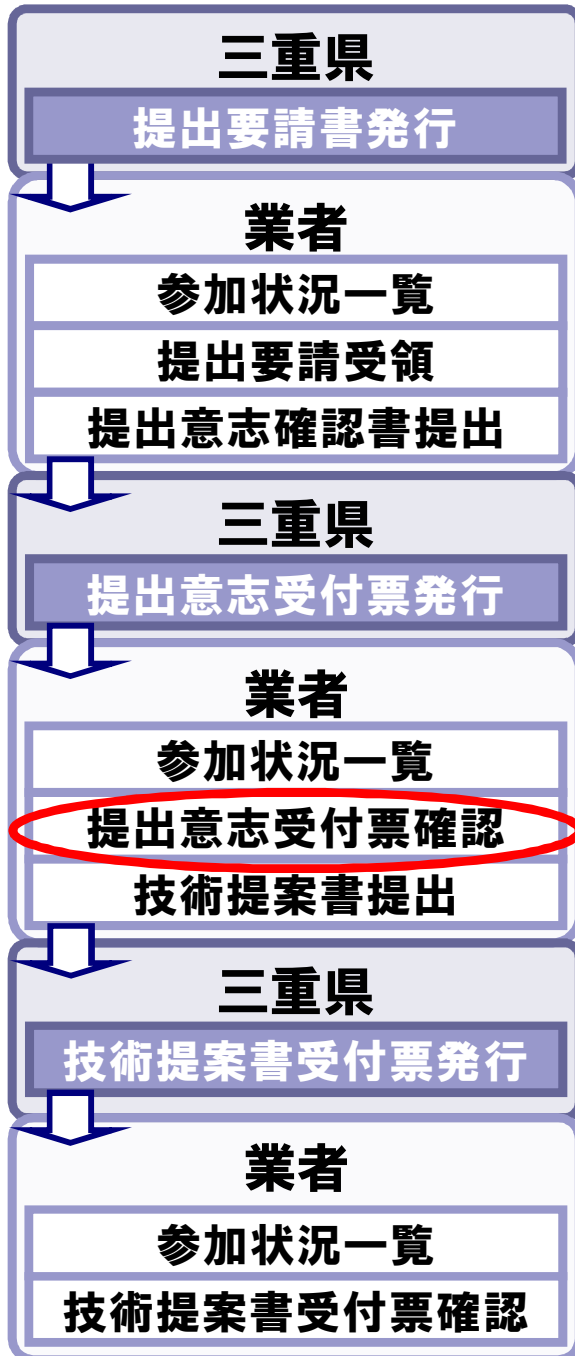 三重県
提出要請書発行
業者
参加状況一覧
提出要請受領
提出意志確認書提出
三重県
提出意志受付票発行
業者
参加状況一覧
提出意志受付票確認
技術提案書提出
三重県
技術提案書受付票発行
業者
参加状況一覧
技術提案書受付票確認